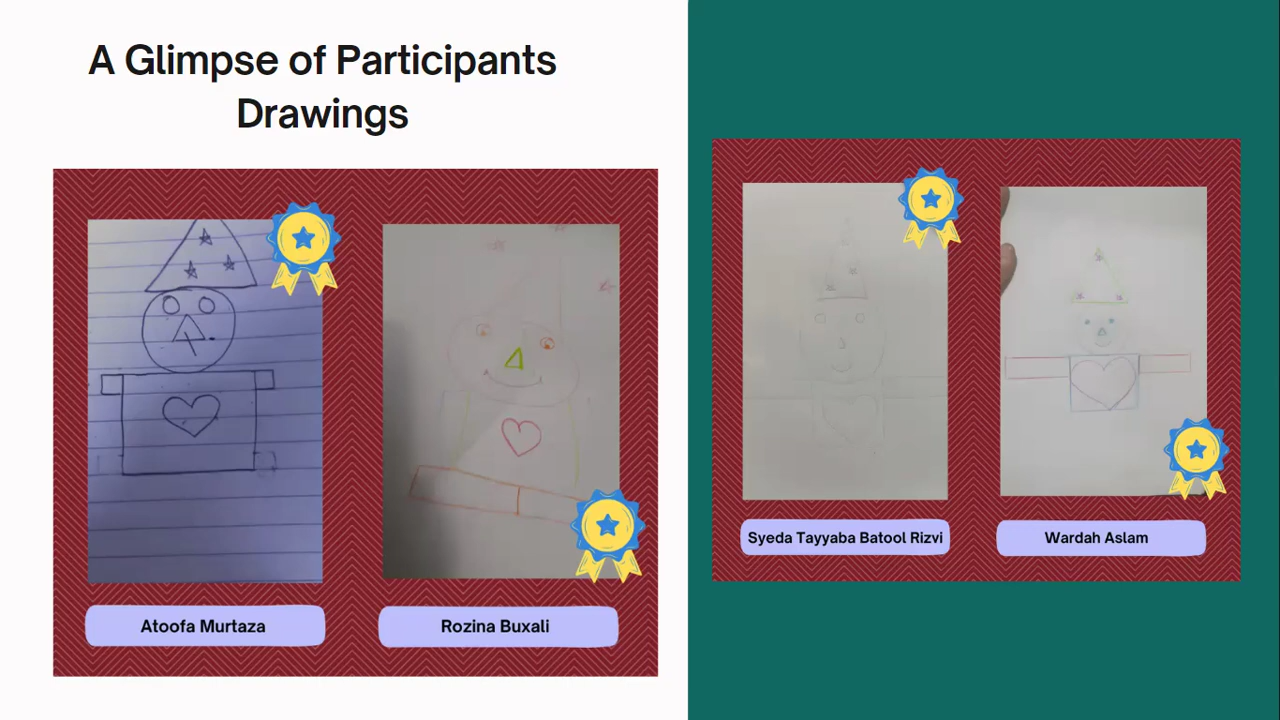 A Glimpse of Participants
Drawings
Atoofa Murtaza
Rozina Buxali
Syeda Tayyaba Batool Rizvi
Wardah Aslam